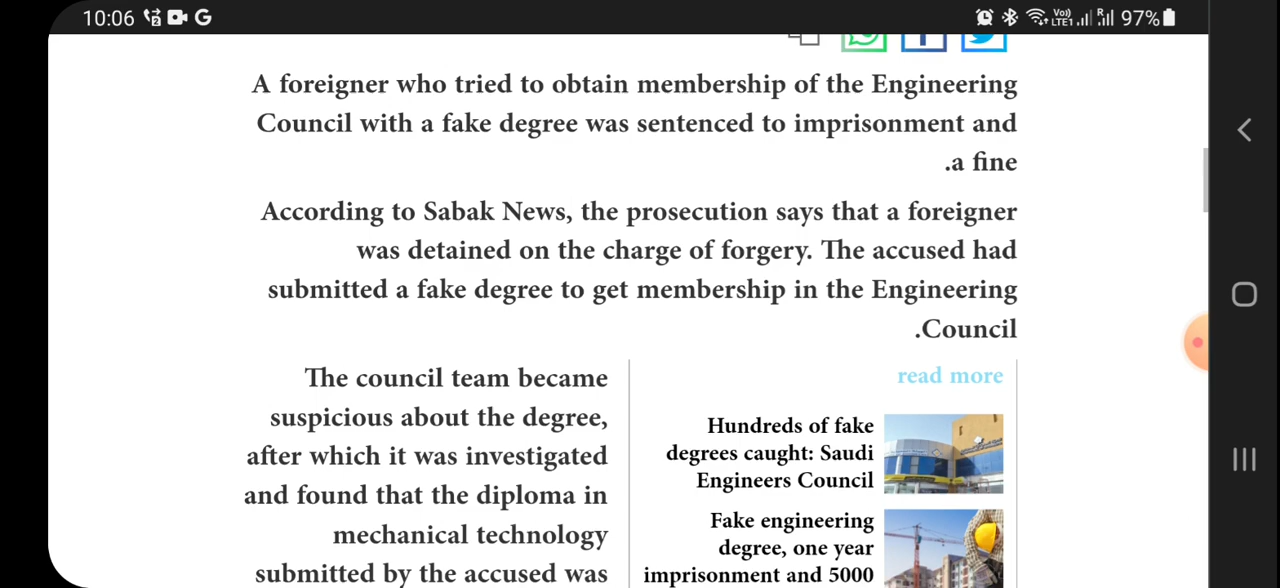 10:06
Vo)) LTE1 R 97%
A foreigner who tried to obtain membership of the Engineering
Council with a fake degree was sentenced to imprisonment and
.a fine
According to Sabak News, the prosecution says that a foreigner
was detained on the charge of forgery. The accused had
submitted a fake degree to get membership in the Engineering
.Council
The council team became
suspicious about the degree,
after which it was investigated
and found that the diploma in
mechanical technology
submitted by the accused was
read more
Hundreds of fake
degrees caught: Saudi
Engineers Council
Fake engineering
degree, one year
imprisonment and 5000